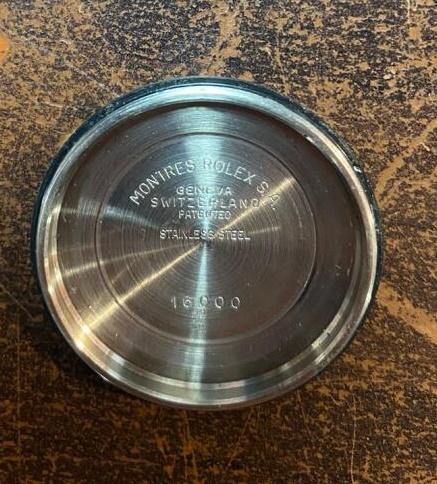 MONTRES ROLEX S.A.
GENEVA
SWITZERLAND
PATENTED
STAINLESS STEEL
16000